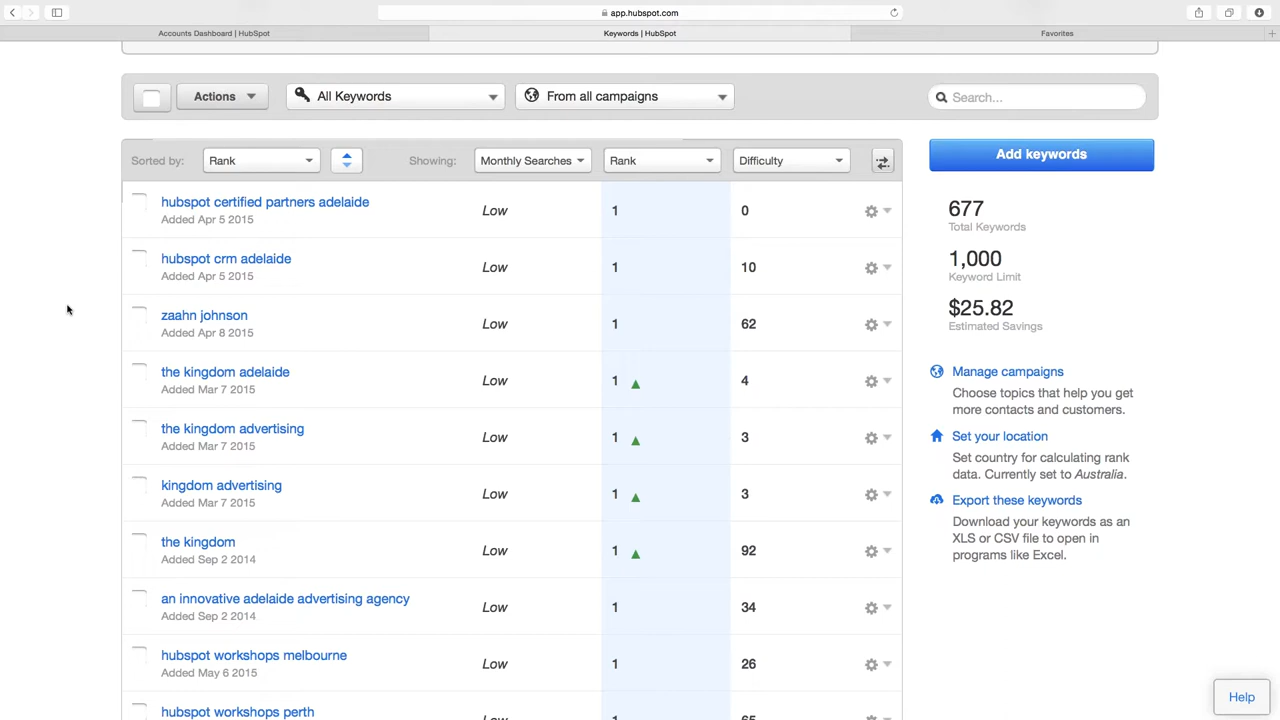 app.hubspot.com
Accounts Dashboard | HubSpot
Keywords | HubSpot
Favorites
Actions
All Keywords
From all campaigns
Search...
Sorted by:
Rank
Showing:
Monthly Searches
Rank
Difficulty
Add keywords
hubspot certified partners adelaide
Added Apr 5 2015
Low
1
0
hubspot crm adelaide
Added Apr 5 2015
Low
1
10
zaahn johnson
Added Apr 8 2015
Low
1
62
the kingdom adelaide
Added Mar 7 2015
Low
1
4
the kingdom advertising
Added Mar 7 2015
Low
1
3
kingdom advertising
Added Mar 7 2015
Low
1
3
the kingdom
Added Sep 2 2014
Low
1
92
an innovative adelaide advertising agency
Added Sep 2 2014
Low
1
34
hubspot workshops melbourne
Added May 6 2015
Low
1
26
hubspot workshops perth
Low
1
65
677
Total Keywords
1,000
Keyword Limit
$25.82
Estimated Savings
Manage campaigns
Choose topics that help you get
more contacts and customers.
Set your location
Set country for calculating rank
data. Currently set to Australia.
Export these keywords
Download your keywords as an
XLS or CSV file to open in
programs like Excel.
Help